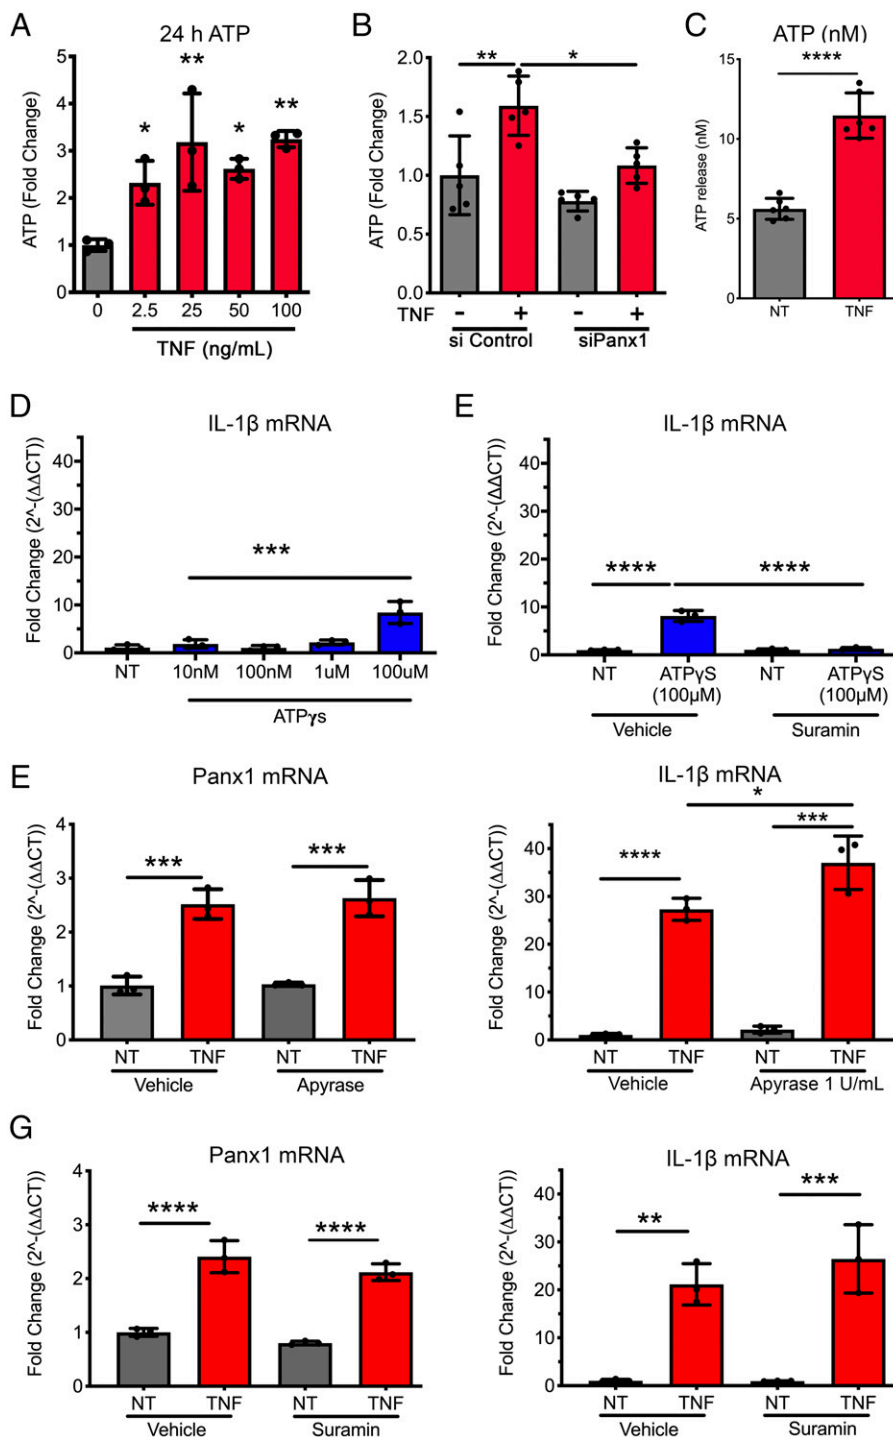 A
24 h ATP
ATP (Fold Change)
5
4
3
2
1
0
*
**
*
**
0 2.5 25 50 100
TNF (ng/mL)
B
ATP (Fold Change)
2.0
1.5
1.0
0.5
0.0
** *
TNF - + - +
si Control siPanx1
C
ATP (nM)
ATP release (nM)
15
10
5
0
****
NT TNF
D
IL-1β mRNA
Fold Change (2^-(ΔΔCT))
40
30
20
10
0
***
NT 10nM 100nM 1uM 100uM
ATPγs
E
IL-1β mRNA
Fold Change (2^-(ΔΔCT))
40
30
20
10
0
**** ****
NT ATPγS (100μM) NT ATPγS (100μM)
Vehicle Suramin
E
Panx1 mRNA
Fold Change (2^-(ΔΔCT))
4
3
2
1
0
*** ***
NT TNF NT TNF
Vehicle Apyrase
IL-1β mRNA
Fold Change (2^-(ΔΔCT))
40
30
20
10
0
*
***
****
NT TNF NT TNF
Vehicle Apyrase 1 U/mL
G
Panx1 mRNA
Fold Change (2^-(ΔΔCT))
4
3
2
1
0
**** ****
NT TNF NT TNF
Vehicle Suramin
IL-1β mRNA
Fold Change (2^-(ΔΔCT))
40
30
20
10
0
** ***
NT TNF NT TNF
Vehicle Suramin